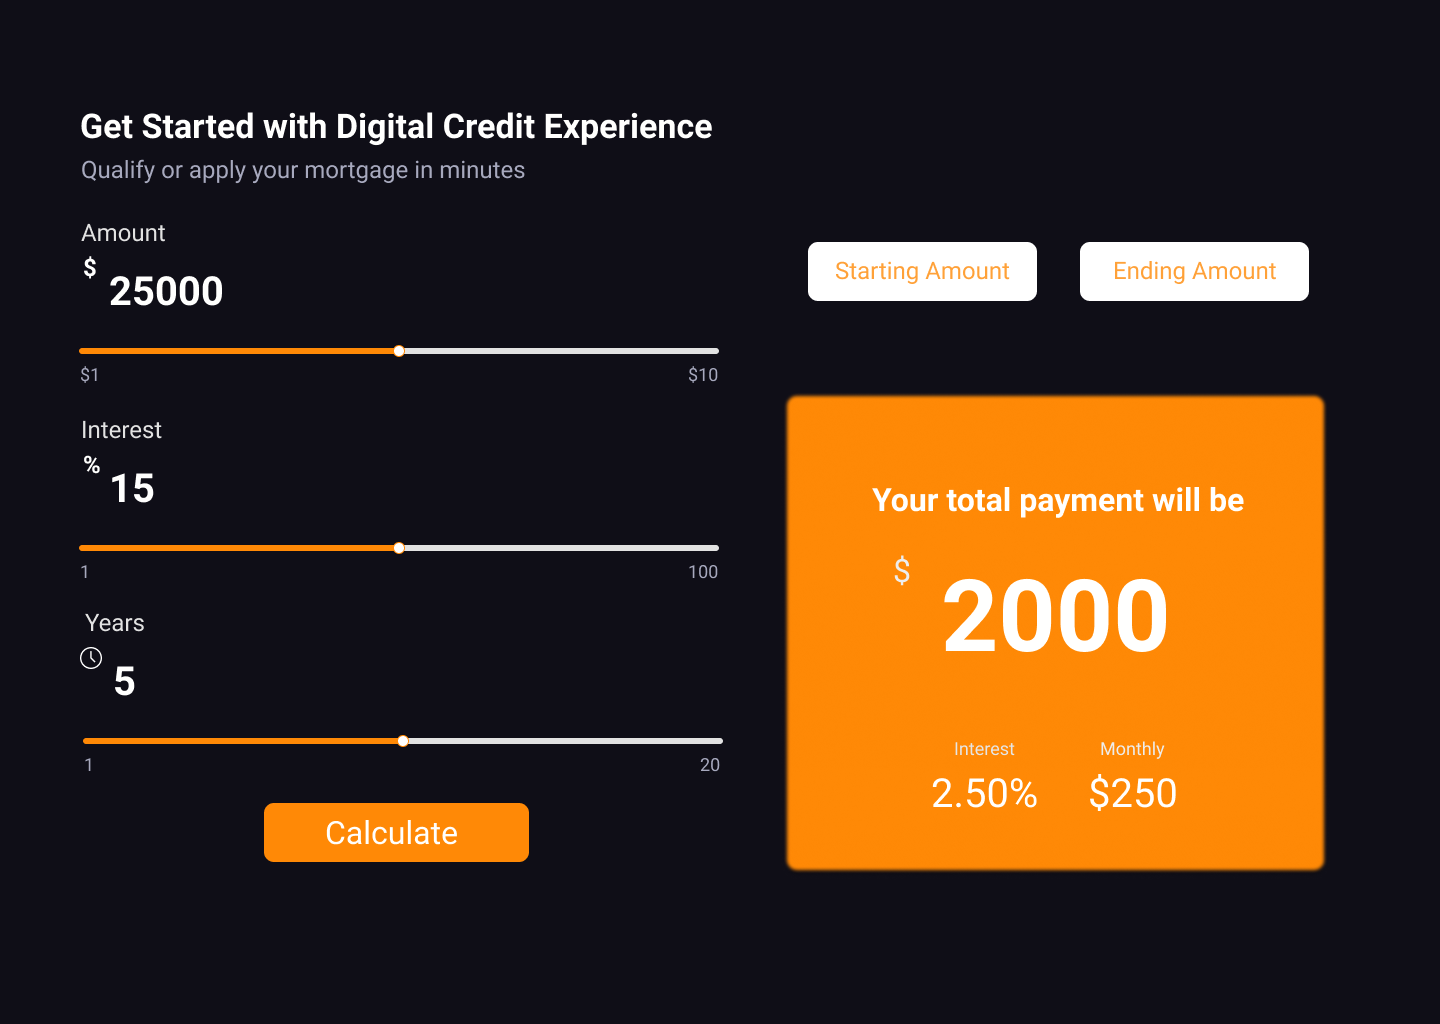 Get Started with Digital Credit Experience
Qualify or apply your mortgage in minutes
Amount
$ 25000
$1 $10
Interest
% 15
1 100
Years
5
1 20
Calculate
Starting Amount
Ending Amount
Your total payment will be
$ 2000
Interest Monthly
2.50% $250